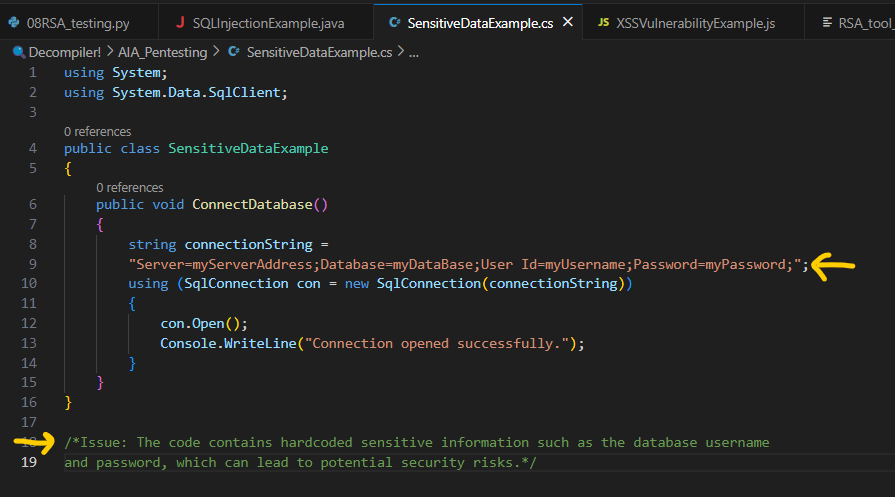 08RSA_testing.py
J SQLInjectionExample.java
C# SensitiveDataExample.cs
JS XSSVulnerabilityExample.js
RSA_tool_
Decompiler! > AIA_Pentesting > C# SensitiveDataExample.cs > ...
1 using System;
2 using System.Data.SqlClient;
3
0 references
4 public class SensitiveDataExample
5 {
0 references
6 public void ConnectDatabase()
7 {
8 string connectionString =
9 "Server=myServerAddress;Database=myDataBase;User Id=myUsername;Password=myPassword;";
10 using (SqlConnection con = new SqlConnection(connectionString))
11 {
12 con.Open();
13 Console.WriteLine("Connection opened successfully.");
14 }
15 }
16 }
17
18 /*Issue: The code contains hardcoded sensitive information such as the database username
19 and password, which can lead to potential security risks.*/